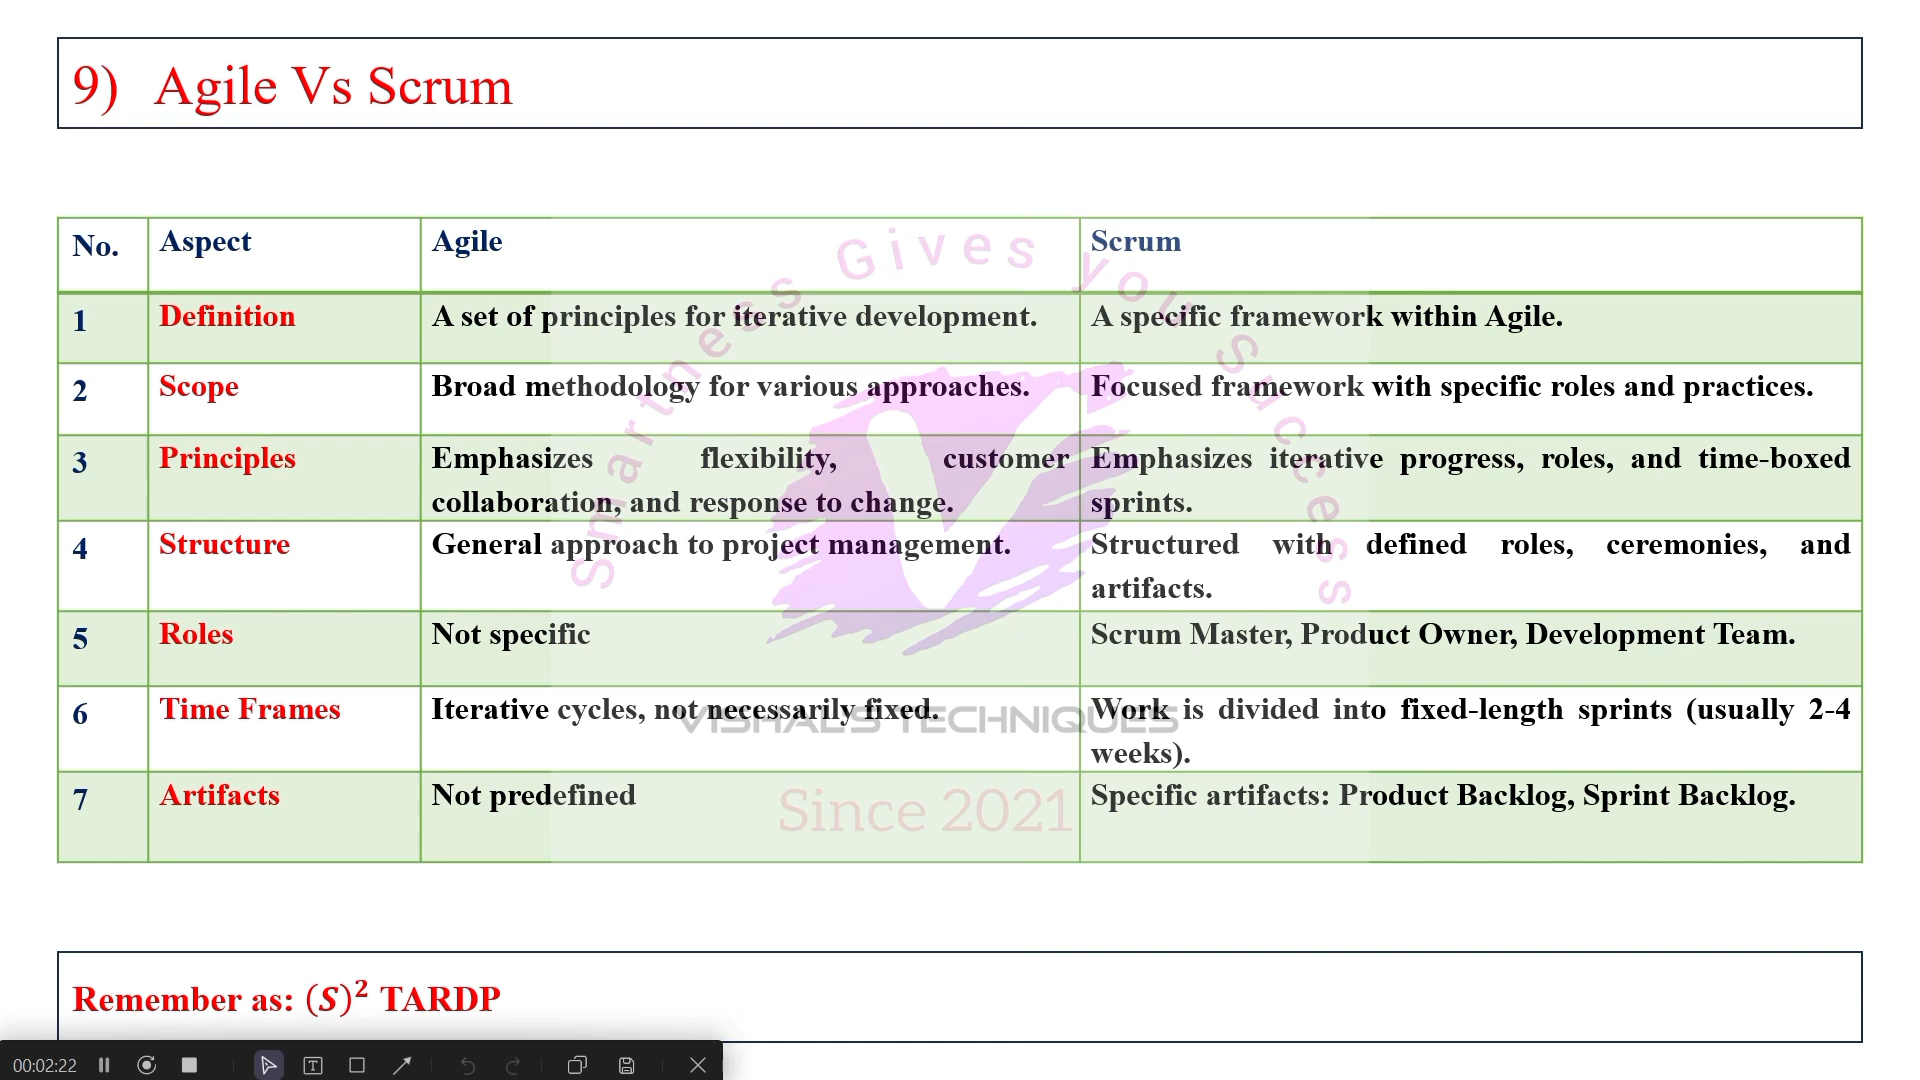 9) Agile Vs Scrum
No. Aspect Agile Scrum
1 Definition A set of principles for iterative development. A specific framework within Agile.
2 Scope Broad methodology for various approaches. Focused framework with specific roles and practices.
3 Principles Emphasizes flexibility, customer collaboration, and response to change. Emphasizes iterative progress, roles, and time-boxed sprints.
4 Structure General approach to project management. Structured with defined roles, ceremonies, and artifacts.
5 Roles Not specific Scrum Master, Product Owner, Development Team.
6 Time Frames Iterative cycles, not necessarily fixed. Work is divided into fixed-length sprints (usually 2-4 weeks).
7 Artifacts Not predefined Specific artifacts: Product Backlog, Sprint Backlog.
Smartness Gives you Success
VISHALS TECHNIQUES
Since 2021
Remember as: (S)² TARDP
00:02:22